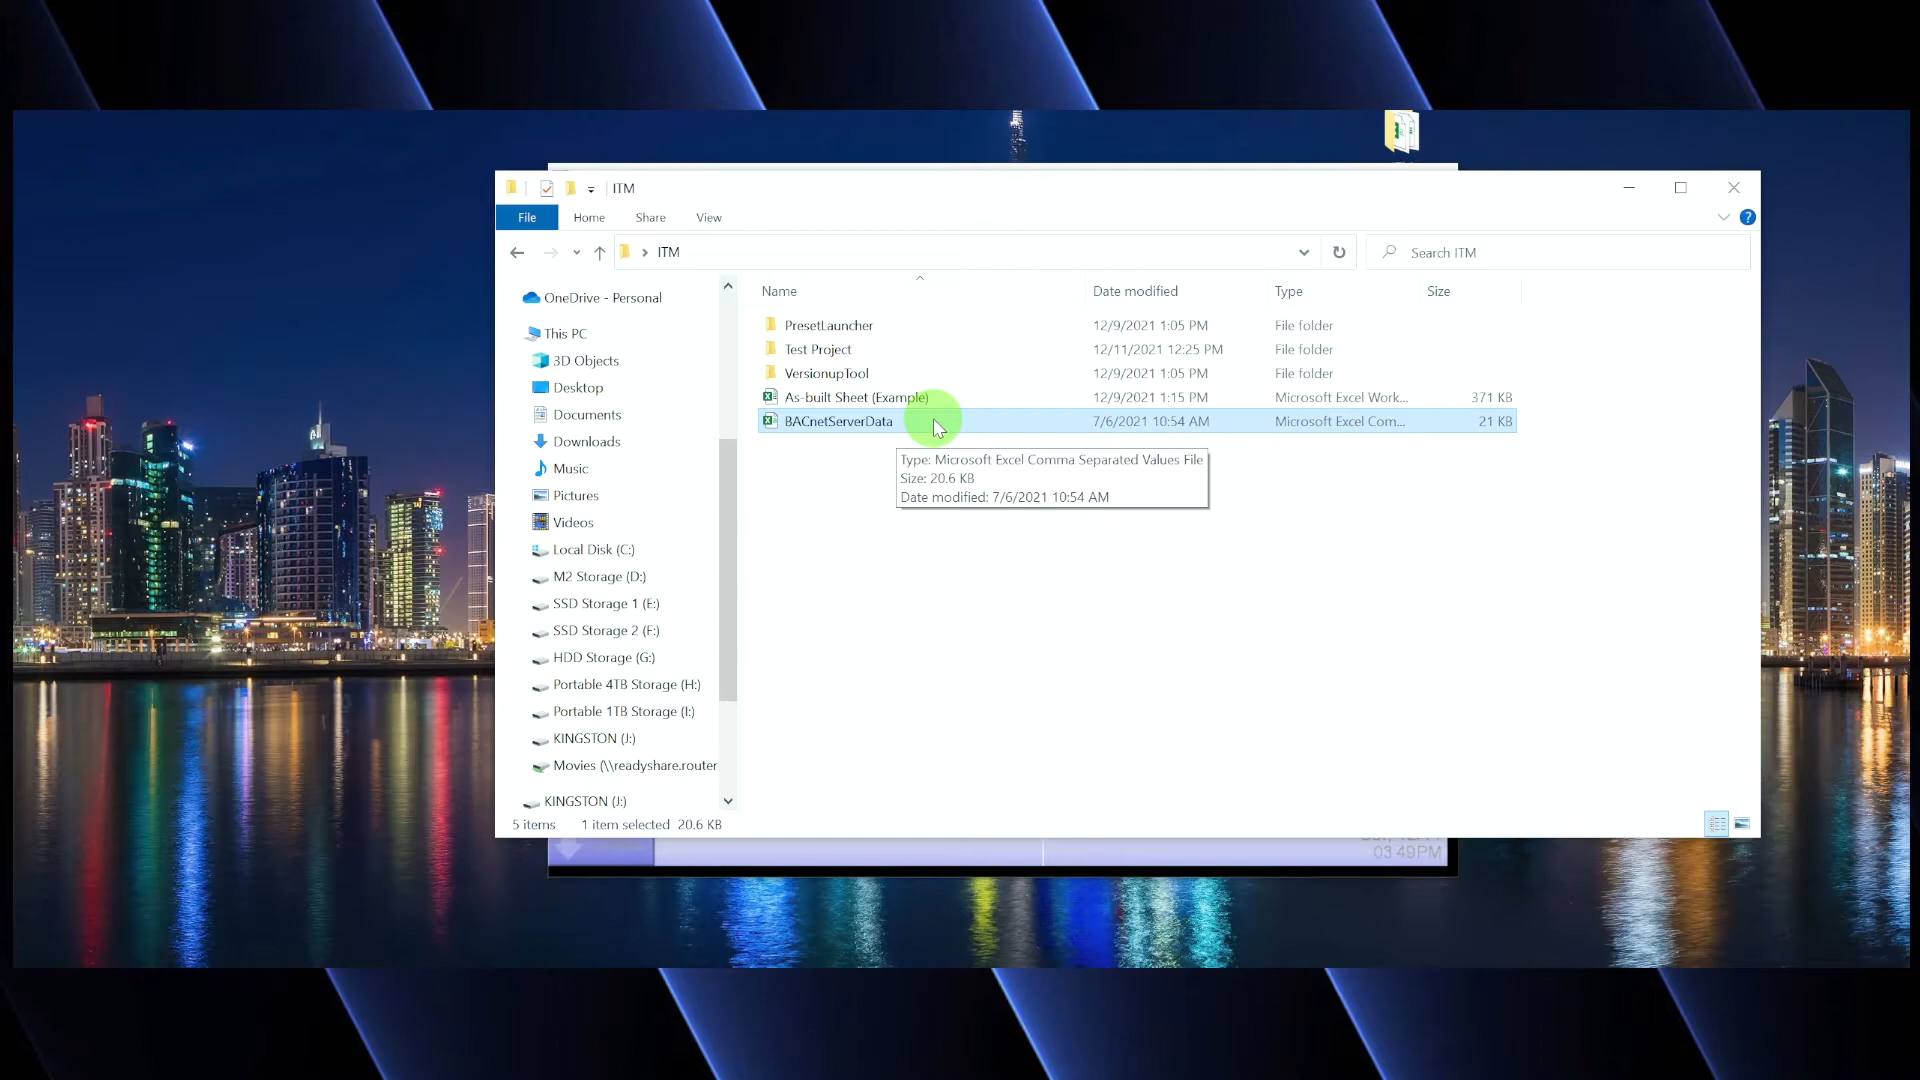 ITM
File Home Share View
ITM
Search ITM
OneDrive - Personal
This PC
3D Objects
Desktop
Documents
Downloads
Music
Pictures
Videos
Local Disk (C:)
M2 Storage (D:)
SSD Storage 1 (E:)
SSD Storage 2 (F:)
HDD Storage (G:)
Portable 4TB Storage (H:)
Portable 1TB Storage (I:)
KINGSTON (J:)
Movies (\\readyshare.router
KINGSTON (J:)
Name Date modified Type Size
PresetLauncher 12/9/2021 1:05 PM File folder
Test Project 12/11/2021 12:25 PM File folder
VersionupTool 12/9/2021 1:05 PM File folder
As-built Sheet (Example) 12/9/2021 1:15 PM Microsoft Excel Work... 371 KB
BACnetServerData 7/6/2021 10:54 AM Microsoft Excel Com... 21 KB
Type: Microsoft Excel Comma Separated Values File
Size: 20.6 KB
Date modified: 7/6/2021 10:54 AM
5 items 1 item selected 20.6 KB
03:49PM